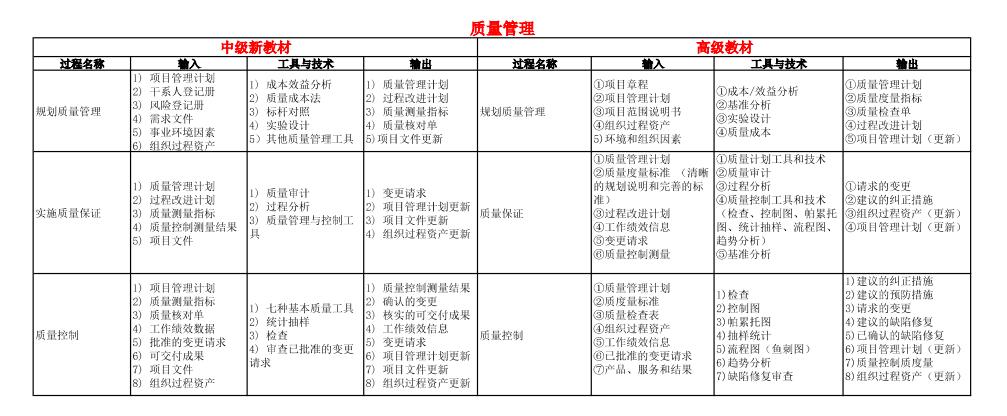 质量管理
中级新教材
高级教材
过程名称
输入
工具与技术
输出
过程名称
输入
工具与技术
输出
规划质量管理
1) 项目管理计划
2) 干系人登记册
3) 风险登记册
4) 需求文件
5) 事业环境因素
6) 组织过程资产
1) 成本效益分析
2) 质量成本法
3) 标杆对照
4) 实验设计
5) 其他质量管理工具
1) 质量管理计划
2) 过程改进计划
3) 质量测量指标
4) 质量核对单
5)项目文件更新
规划质量管理
①项目章程
②项目管理计划
③项目范围说明书
④组织过程资产
5)环境和组织因素
①成本/效益分析
②基准分析
③实验设计
④质量成本
①质量管理计划
②质量度量指标
③质量检查单
④过程改进计划
⑤项目管理计划（更新）
实施质量保证
1) 质量管理计划
2) 过程改进计划
3) 质量测量指标
4) 质量控制测量结果
5) 项目文件
1) 质量审计
2) 过程分析
3) 质量管理与控制工
具
1) 变更请求
2) 项目管理计划更新
3) 项目文件更新
4) 组织过程资产更新
质量保证
①质量管理计划
②质量度量标准 （清晰
的规划说明和完善的标
准）
③过程改进计划
④工作绩效信息
⑤变更请求
⑥质量控制测量
①质量计划工具和技术
②质量审计
③过程分析
④质量控制工具和技术
（检查、控制图、帕累托
图、统计抽样、流程图、
趋势分析）
⑤基准分析
①请求的变更
②建议的纠正措施
③组织过程资产（更新）
④项目管理计划（更新）
质量控制
1) 项目管理计划
2) 质量测量指标
3) 质量核对单
4) 工作绩效数据
5) 批准的变更请求
6) 可交付成果
7) 项目文件
8) 组织过程资产
1) 七种基本质量工具
2) 统计抽样
3) 检查
4) 审查已批准的变更
请求
1) 质量控制测量结果
2) 确认的变更
3) 核实的可交付成果
4) 工作绩效信息
5) 变更请求
6) 项目管理计划更新
7) 项目文件更新
8) 组织过程资产更新
质量控制
①质量管理计划
②质度量标准
③质量检查表
④组织过程资产
⑤工作绩效信息
⑥已批准的变更请求
⑦产品、服务和结果
1)检查
2)控制图
3)帕累托图
4)抽样统计
5)流程图（鱼刺图）
6)趋势分析
7)缺陷修复审查
1)建议的纠正措施
2)建议的预防措施
3)请求的变更
4)建议的缺陷修复
5)已确认的缺陷修复
6)项目管理计划（更新）
7)质量控制质度量
8)组织过程资产（更新）